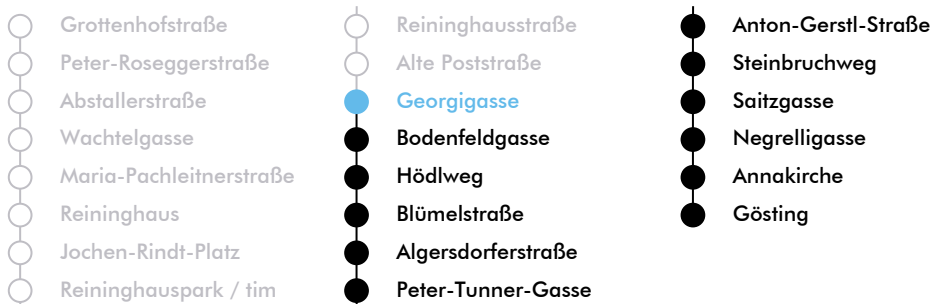 Grottenhofstraße
Peter-Roseggerstraße
Abstallerstraße
Wachtelgasse
Maria-Pachleitnerstraße
Reininghaus
Jochen-Rindt-Platz
Reininghauspark / tim
Reininghausstraße
Alte Poststraße
Georgigasse
Bodenfeldgasse
Hödlweg
Blümelstraße
Algersdorferstraße
Peter-Tunner-Gasse
Anton-Gerstl-Straße
Steinbruchweg
Saitzgasse
Negrelligasse
Annakirche
Gösting